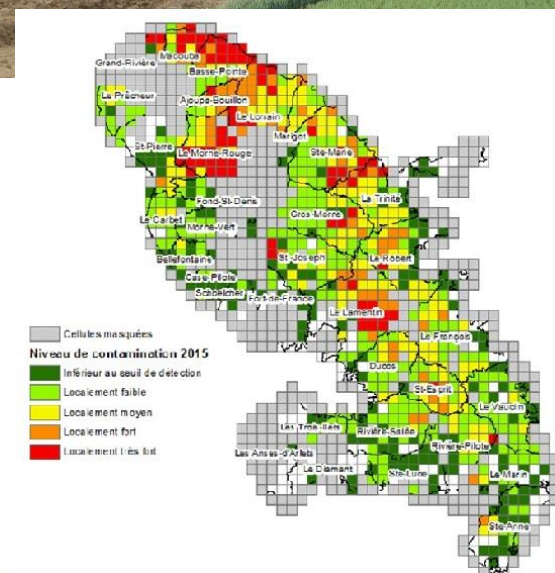 Macouba
Grand-Rivière
Basse-Pointe
Le Prêcheur
Ajoupa-Bouillon
Le Lorrain
Marigot
St-Pierre
Le Morne-Rouge
Ste-Marie
La Trinité
Fond-St-Denis
Gros-Morne
Le Carbet
Morne-Vert
Bellefontaine
St-Joseph
Le Robert
Case-Pilote
Schoelcher
Fort-de-France
Le Lamentin
Le François
Cellules masquées
Niveau de contamination 2015
Inférieur au seuil de détection
Localement faible
Localement moyen
Localement fort
Localement très fort
Ducos
St-Esprit
Le Vauclin
Les Trois-Ilets
Rivière-Salée
Rivière-Pilote
Les Anses-d'Arlets
Le Diamant
Ste-Luce
Le Marin
Ste-Anne